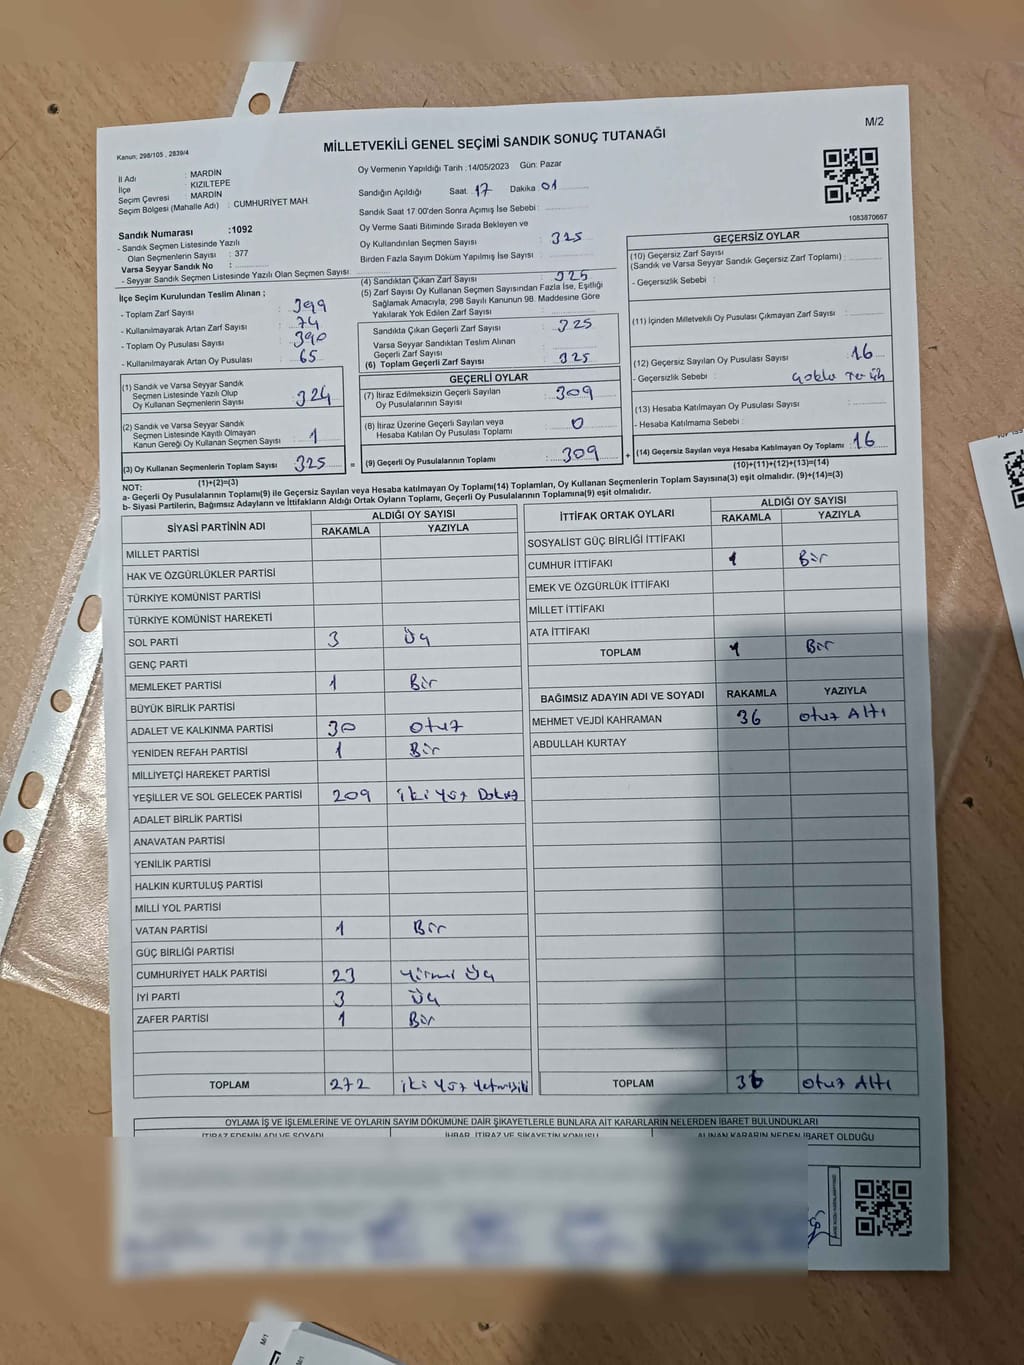 M/2
MİLLETVEKİLİ GENEL SEÇİMİ SANDIK SONUÇ TUTANAĞI
Kanun; 298/105 , 2839/4
İl Adı : MARDİN
İlçe : KIZILTEPE
Seçim Çevresi : MARDİN
Seçim Bölgesi (Mahalle Adı) : CUMHURİYET MAH
Sandık Numarası :1092
- Sandık Seçmen Listesinde Yazılı
Olan Seçmenlerin Sayısı : 377
Varsa Seyyar Sandık No :
- Seyyar Sandık Seçmen Listesinde Yazılı Olan Seçmen Sayısı
Oy Vermenin Yapıldığı Tarih :14/05/2023 Gün: Pazar
Sandığın Açıldığı Saat 17 Dakika 01
Sandık Saat 17:00'den Sonra Açımış İse Sebebi :
Oy Verme Saati Bitiminde Sırada Bekleyen ve
Oy Kullandırılan Seçmen Sayısı : 325
Birden Fazla Sayım Döküm Yapılmış İse Sayısı :
1083870667
İlçe Seçim Kurulundan Teslim Alınan ;
- Toplam Zarf Sayısı : 399
- Kullanılmayarak Artan Zarf Sayısı : 74
- Toplam Oy Pusulası Sayısı : 390
- Kullanılmayarak Artan Oy Pusulası : 65
(1) Sandık ve Varsa Seyyar Sandık
Seçmen Listesinde Yazılı Olup
Oy Kullanan Seçmenlerin Sayısı : 324
(2) Sandık ve Varsa Seyyar Sandık
Seçmen Listesinde Kayıtlı Olmayan
Kanun Gereği Oy Kullanan Seçmen Sayısı : 1
(3) Oy Kullanan Seçmenlerin Toplam Sayısı 325
(1)+(2)=(3)
(4) Sandıktan Çıkan Zarf Sayısı : 325
(5) Zarf Sayısı Oy Kullanan Seçmen Sayısından Fazla İse, Eşitliği
Sağlamak Amacıyla, 298 Sayılı Kanunun 98. Maddesine Göre
Yakılarak Yok Edilen Zarf Sayısı :
Sandıkta Çıkan Geçerli Zarf Sayısı : 325
Varsa Seyyar Sandıktan Teslim Alınan
Geçerli Zarf Sayısı
(6) Toplam Geçerli Zarf Sayısı : 325
GEÇERLİ OYLAR
(7) İtiraz Edilmeksizin Geçerli Sayılan
Oy Pusulalarının Sayısı : 309
(8) İtiraz Üzerine Geçerli Sayılan veya
Hesaba Katılan Oy Pusulası Toplamı : 0
= (9) Geçerli Oy Pusulalarının Toplamı : 309
GEÇERSİZ OYLAR
(10) Geçersiz Zarf Sayısı
(Sandık ve Varsa Seyyar Sandık Geçersiz Zarf Toplamı) :
- Geçersizlik Sebebi :
(11) İçinden Milletvekili Oy Pusulası Çıkmayan Zarf Sayısı :
(12) Geçersiz Sayılan Oy Pusulası Sayısı : 16
- Geçersizlik Sebebi :
(13) Hesaba Katılmayan Oy Pusulası Sayısı :
- Hesaba Katılmama Sebebi :
+ (14) Geçersiz Sayılan veya Hesaba Katılmayan Oy Toplamı : 16
(10)+(11)+(12)+(13)=(14)
NOT:
a- Geçerli Oy Pusulalarının Toplamı(9) ile Geçersiz Sayılan veya Hesaba katılmayan Oy Pusulası Toplamı(14) Toplamları, Oy Kullanan Seçmenlerin Toplam Sayısına(3) eşit olmalıdır. (9)+(14)=(3)
b- Siyasi Partilerin, Bağımsız Adayların ve İttifakların Aldığı Ortak Oyların Toplamı, Geçerli Oy Pusulalarının Toplamına(9) eşit olmalıdır.
SİYASİ PARTİNİN ADI ALDIĞI OY SAYISI
RAKAMLA YAZIYLA
MİLLET PARTİSİ
HAK VE ÖZGÜRLÜKLER PARTİSİ
TÜRKİYE KOMÜNİST PARTİSİ
TÜRKİYE KOMÜNİST HAREKETİ
SOL PARTİ 3 Üç
GENÇ PARTİ
MEMLEKET PARTİSİ 1 Bir
BÜYÜK BİRLİK PARTİSİ
ADALET VE KALKINMA PARTİSİ 30 otuz
YENİDEN REFAH PARTİSİ 1 Bir
MİLLİYETÇİ HAREKET PARTİSİ
YEŞİLLER VE SOL GELECEK PARTİSİ 209 iki Yüz Dokuz
ADALET BİRLİK PARTİSİ
ANAVATAN PARTİSİ
YENİLİK PARTİSİ
HALKIN KURTULUŞ PARTİSİ
MİLLİ YOL PARTİSİ
VATAN PARTİSİ 1 Bir
GÜÇ BİRLİĞİ PARTİSİ
CUMHURİYET HALK PARTİSİ 23 Yirmi Üç
İYİ PARTİ 3 Üç
ZAFER PARTİSİ 1 Bir
TOPLAM 272 iki Yüz Yetmişiki
İTTİFAK ORTAK OYLARI ALDIĞI OY SAYISI
RAKAMLA YAZIYLA
SOSYALİST GÜÇ BİRLİĞİ İTTİFAKI
CUMHUR İTTİFAKI 1 Bir
EMEK VE ÖZGÜRLÜK İTTİFAKI
MİLLET İTTİFAKI
ATA İTTİFAKI
TOPLAM 1 Bir
BAĞIMSIZ ADAYIN ADI VE SOYADI RAKAMLA YAZIYLA
MEHMET VEJDİ KAHRAMAN 36 otuz Altı
ABDULLAH KURTAY
TOPLAM 36 otuz Altı
OYLAMA İŞ VE İŞLEMLERİNE VE OYLARIN SAYIM DÖKÜMÜNE DAİR ŞİKAYETLERLE BUNLARA AİT KARARLARIN NELERDEN İBARET BULUNDUKLARI
İTİRAZ EDENİN ADI VE SOYADI İHBAR, İTİRAZ VE ŞİKAYETİN KONUSU ALINAN KARARIN NEDEN İBARET OLDUĞU
M/1
M/1